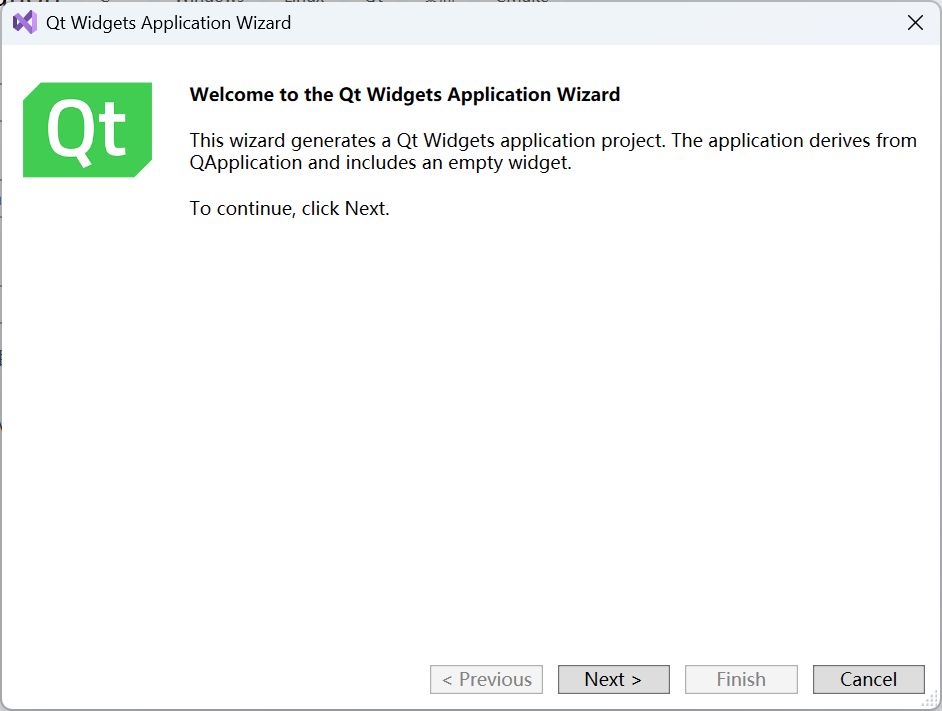 Qt Widgets Application Wizard
Qt
Welcome to the Qt Widgets Application Wizard
This wizard generates a Qt Widgets application project. The application derives from
QApplication and includes an empty widget.
To continue, click Next.
< Previous
Next >
Finish
Cancel